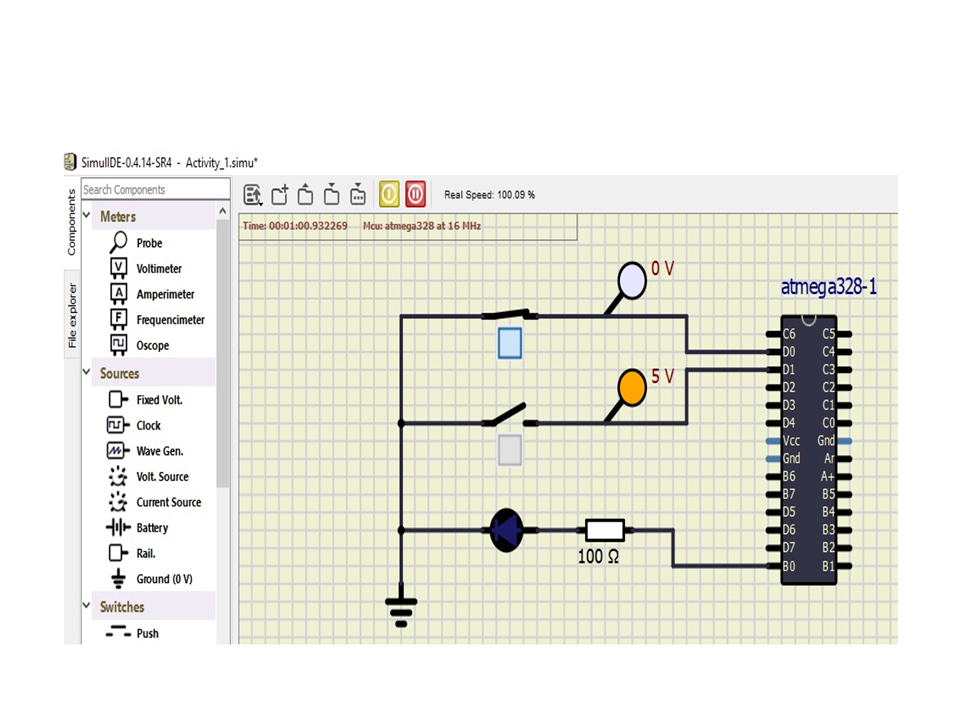 SimulIDE-0.4.14-SR4 - Activity_1.simu*
Components
File explorer
Search Components
Meters
Probe
Voltimeter
Amperimeter
Frequencimeter
Oscope
Sources
Fixed Volt.
Clock
Wave Gen.
Volt. Source
Current Source
Battery
Rail.
Ground (0 V)
Switches
Push
Real Speed: 100.09 %
Time: 00:01:00.932269 Mcu: atmega328 at 16 MHz
0 V
5 V
100 Ω
atmega328-1
C6 C5
D0 C4
D1 C3
D2 C2
D3 C1
D4 C0
Vcc Gnd
Gnd Ar
B6 A+
B7 B5
D5 B4
D6 B3
D7 B2
B0 B1